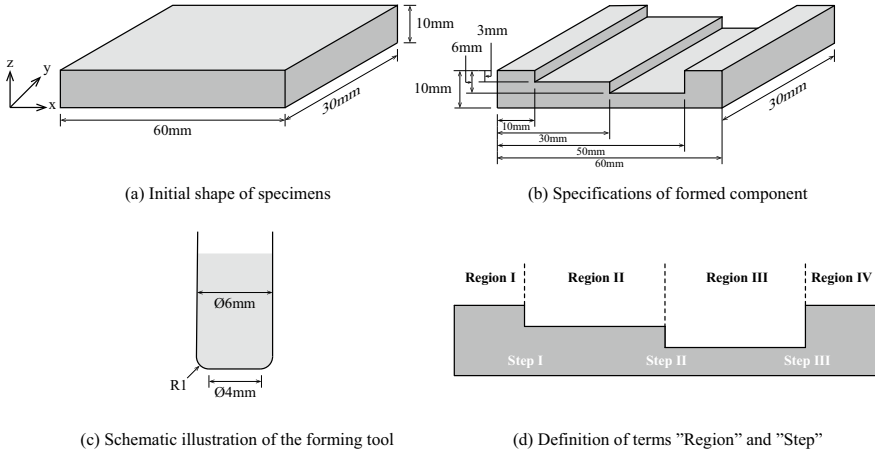 10mm
z
y
x
30mm
60mm
(a) Initial shape of specimens
3mm
6mm
10mm
10mm
30mm
50mm
60mm
30mm
(b) Specifications of formed component
Ø6mm
R1
Ø4mm
(c) Schematic illustration of the forming tool
Region I Region II Region III Region IV
Step I Step II Step III
(d) Definition of terms ”Region” and ”Step”